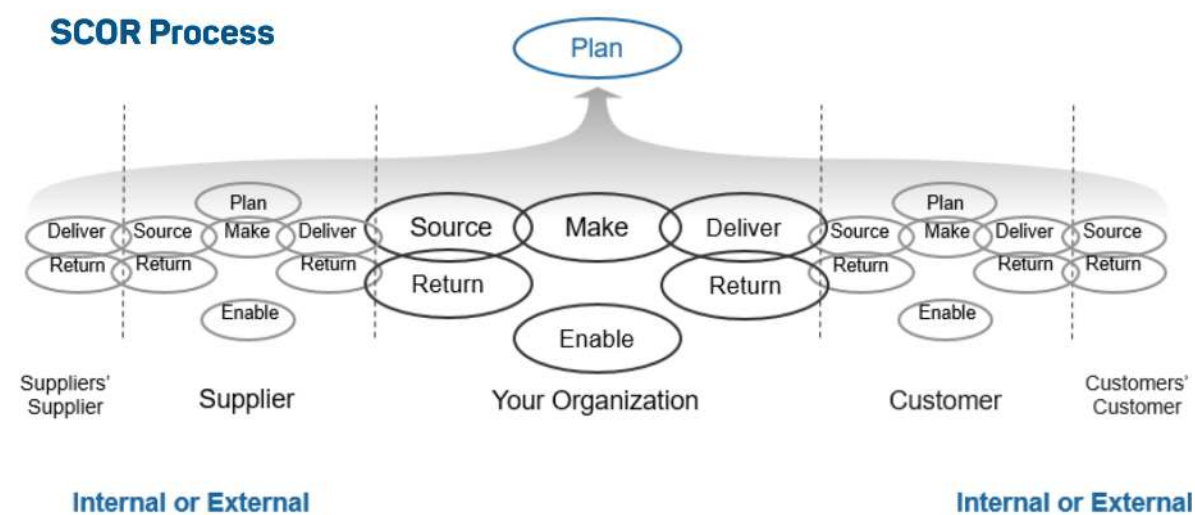 SCOR Process
Plan
Plan
Plan
Deliver
Source
Make
Deliver
Source
Make
Deliver
Source
Make
Deliver
Source
Return
Return
Return
Return
Return
Return
Return
Return
Enable
Enable
Enable
Suppliers'
Supplier
Supplier
Your Organization
Customer
Customers'
Customer
Internal or External
Internal or External